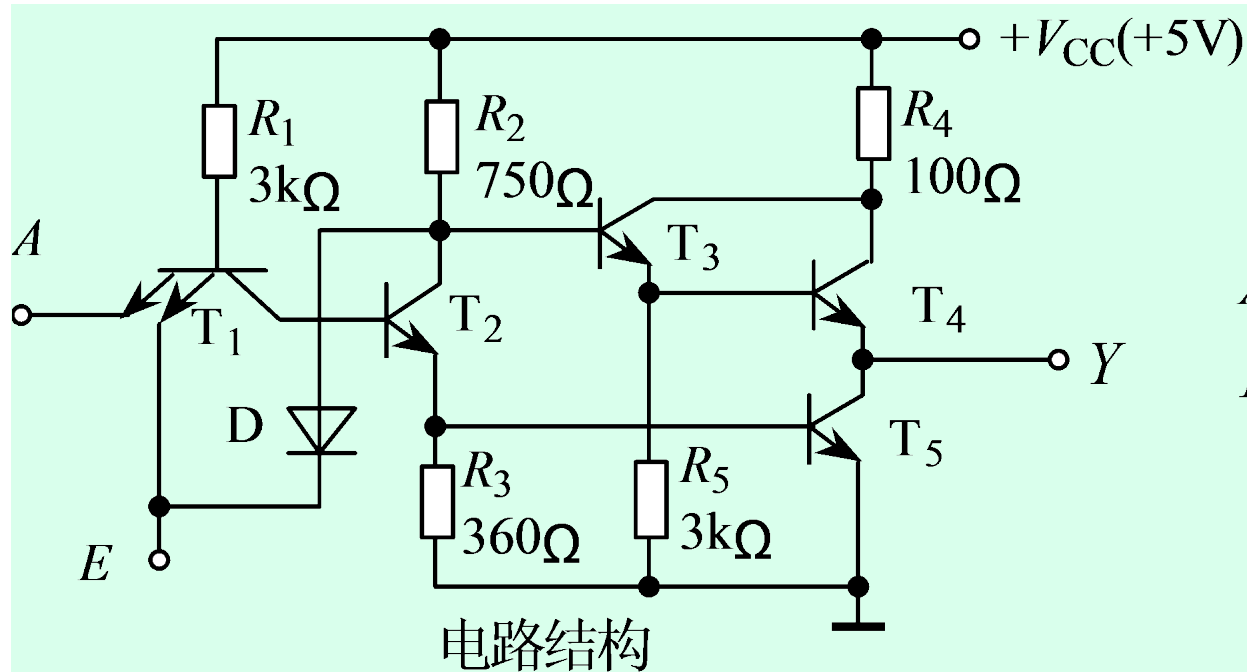 +V_CC(+5V)
R₁
3kΩ
R₂
750Ω
R₄
100Ω
A
T₁
T₂
T₃
T₄
Y
D
T₅
R₃
360Ω
R₅
3kΩ
E
电路结构